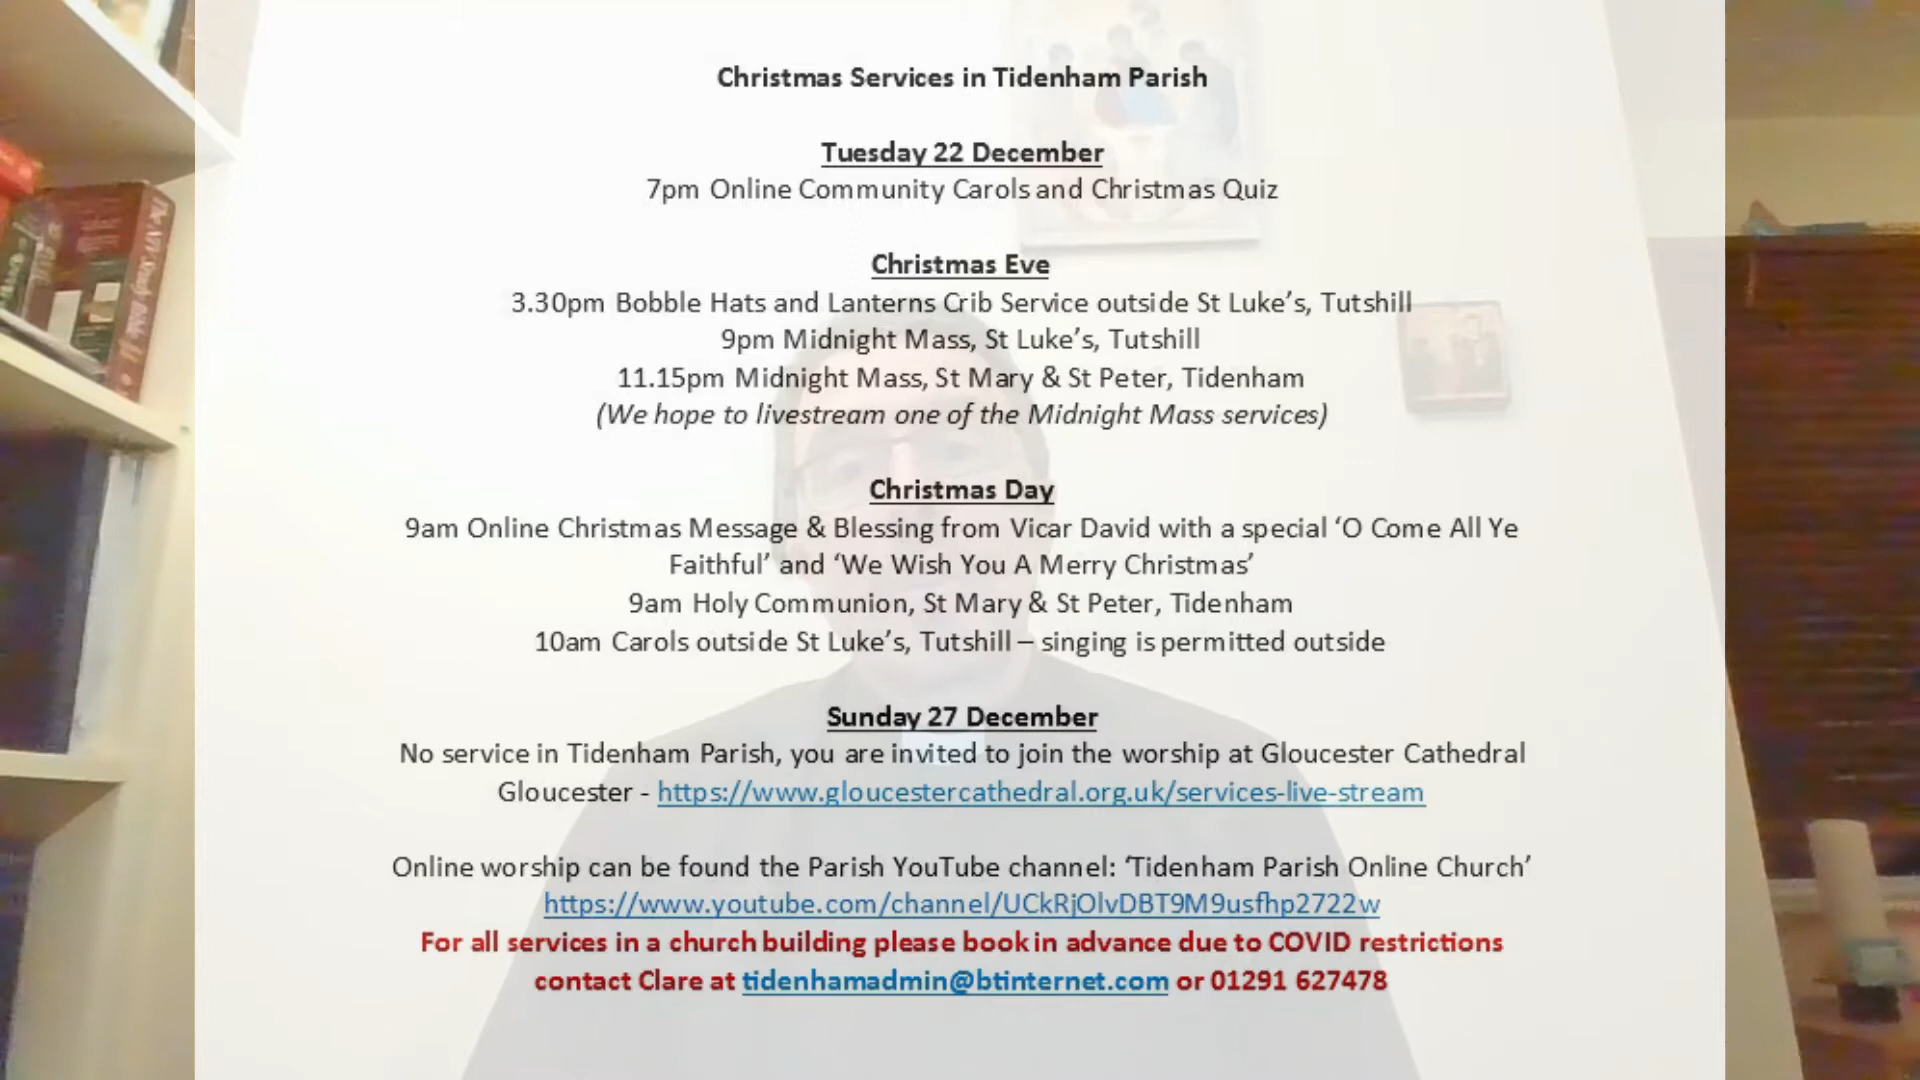 Christmas Services in Tidenham Parish
Tuesday 22 December
7pm Online Community Carols and Christmas Quiz
Christmas Eve
3.30pm Bobble Hats and Lanterns Crib Service outside St Luke’s, Tutshill
9pm Midnight Mass, St Luke’s, Tutshill
11.15pm Midnight Mass, St Mary & St Peter, Tidenham
(We hope to livestream one of the Midnight Mass services)
Christmas Day
9am Online Christmas Message & Blessing from Vicar David with a special ‘O Come All Ye
Faithful’ and ‘We Wish You A Merry Christmas’
9am Holy Communion, St Mary & St Peter, Tidenham
10am Carols outside St Luke’s, Tutshill – singing is permitted outside
Sunday 27 December
No service in Tidenham Parish, you are invited to join the worship at Gloucester Cathedral
Gloucester - https://www.gloucestercathedral.org.uk/services-live-stream
Online worship can be found the Parish YouTube channel: ‘Tidenham Parish Online Church’
https://www.youtube.com/channel/UCkRjOlvDBT9M9usfhp2722w
For all services in a church building please book in advance due to COVID restrictions
contact Clare at tidenhamadmin@btinternet.com or 01291 627478